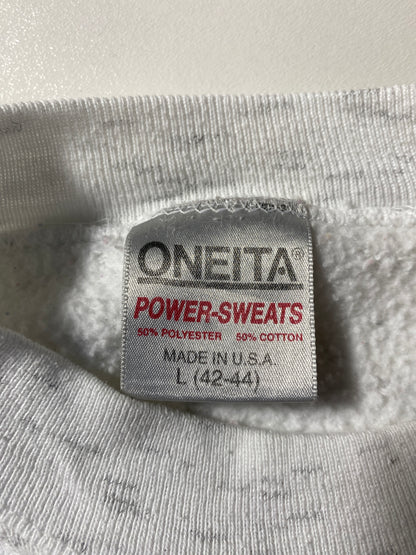 ONEITA®
POWER-SWEATS
50% POLYESTER 50% COTTON
MADE IN U.S.A.
L (42-44)